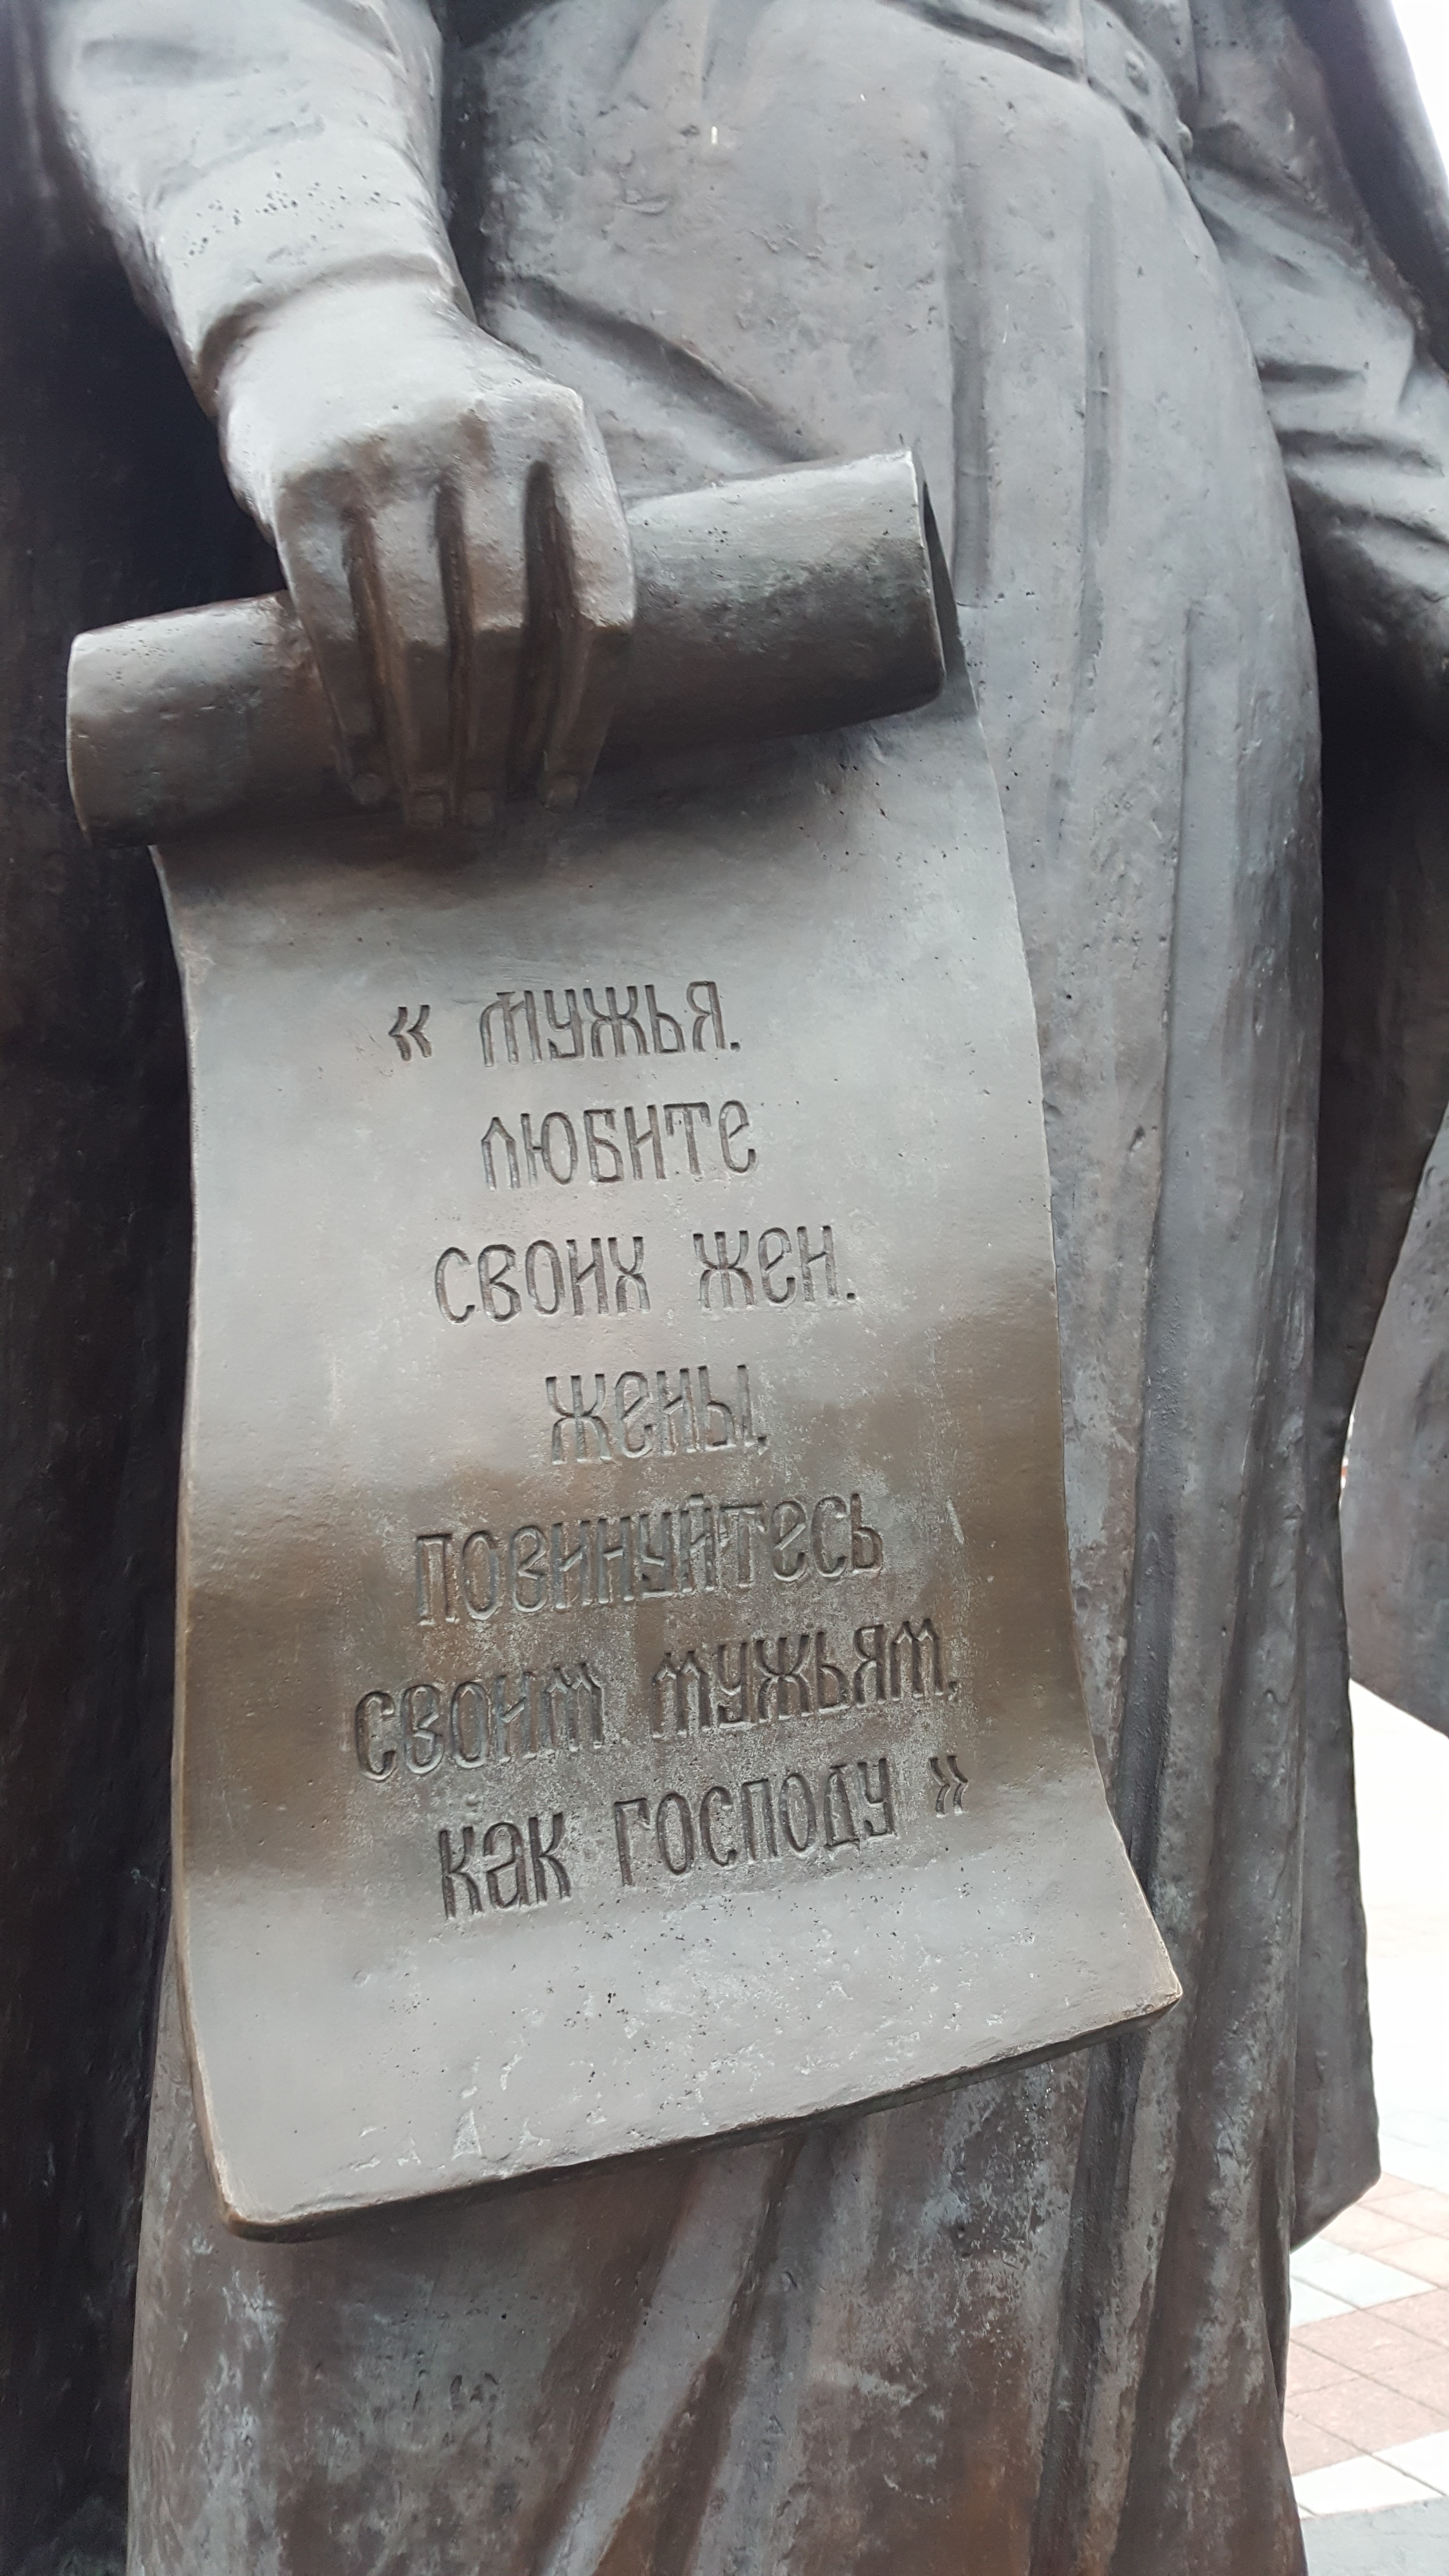 « мужья.
любите
своих жен.
жены,
повинуйтесь
своим мужьям,
как господу »